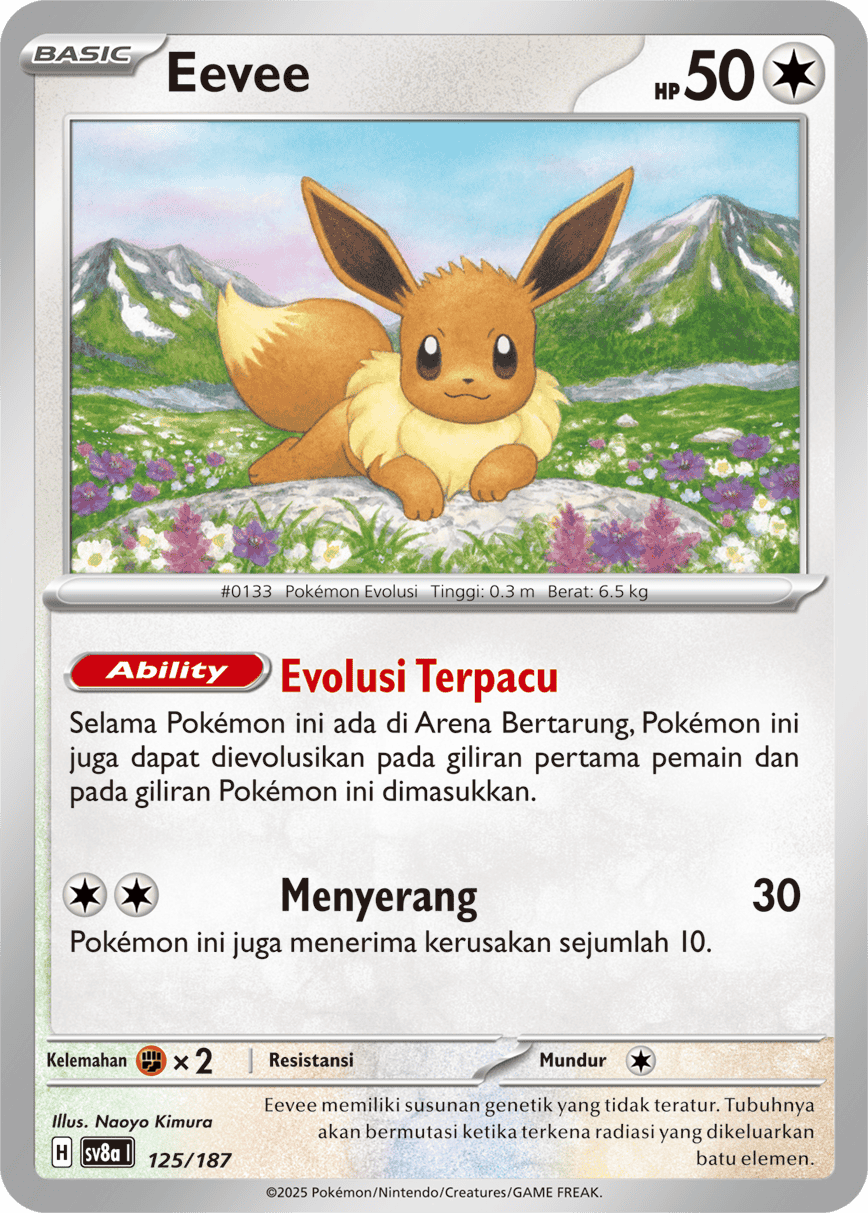 BASIC
Eevee
HP 50
#0133 Pokémon Evolusi Tinggi: 0.3 m Berat: 6.5 kg
Ability Evolusi Terpacu
Selama Pokémon ini ada di Arena Bertarung, Pokémon ini
juga dapat dievolusikan pada giliran pertama pemain dan
pada giliran Pokémon ini dimasukkan.
Menyerang 30
Pokémon ini juga menerima kerusakan sejumlah 10.
Kelemahan ×2 Resistansi Mundur
Eevee memiliki susunan genetik yang tidak teratur. Tubuhnya
akan bermutasi ketika terkena radiasi yang dikeluarkan
batu elemen.
Illus. Naoyo Kimura
H sv8a I 125/187
©2025 Pokémon/Nintendo/Creatures/GAME FREAK.